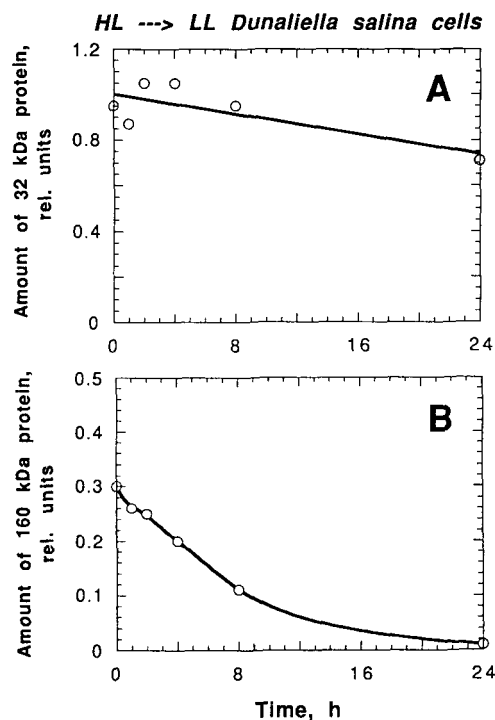 HL ---> LL Dunaliella salina cells
A
Amount of 32 kDa protein,
rel. units
1.2
0.8
0.4
0
0
8
16
24
B
Amount of 160 kDa protein,
rel. units
0.5
0.4
0.3
0.2
0.1
0
0
8
16
24
Time, h